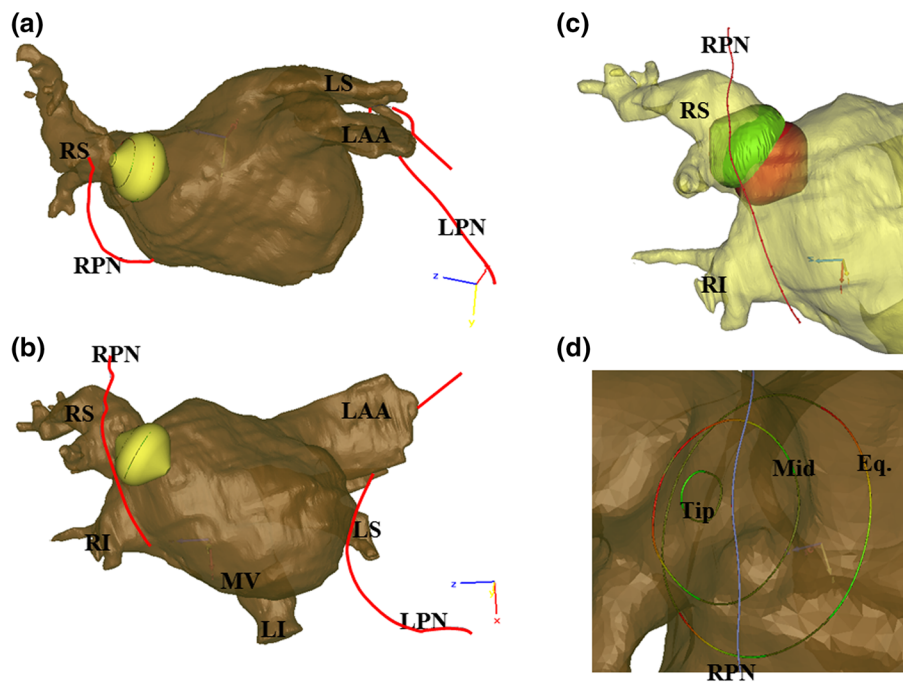 (a)
LS
LAA
RS
RPN
LPN
z
y
(b)
RPN
RS
LAA
RI
LS
MV
LI
LPN
z
x
(c)
RPN
RS
RI
(d)
Mid
Eq.
Tip
RPN